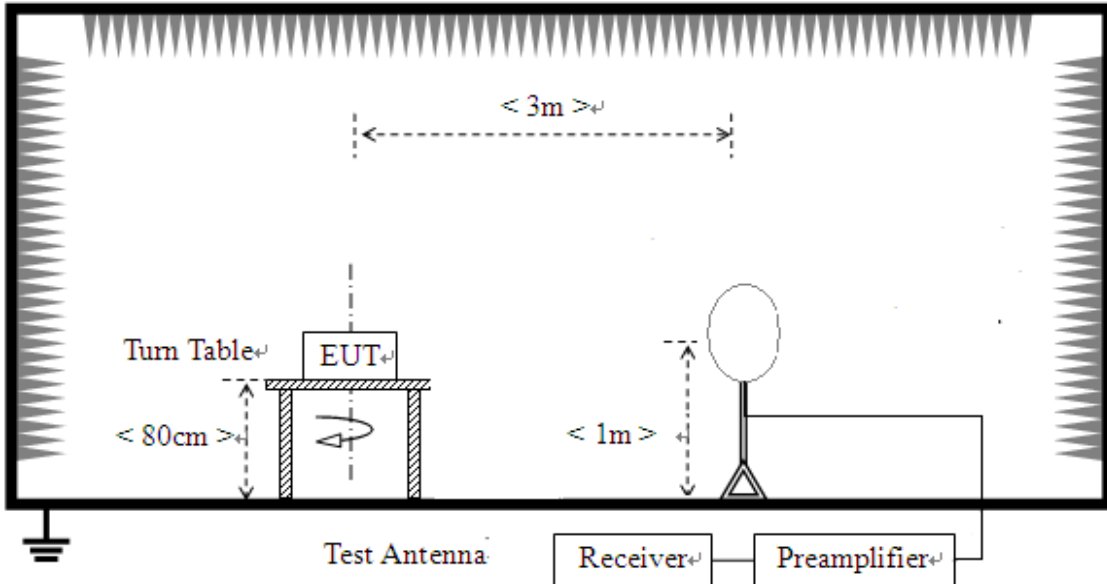 < 3m >↵
Turn Table↵
EUT↵
< 80cm >↵
< 1m >↵
Test Antenna
Receiver↵
Preamplifier↵